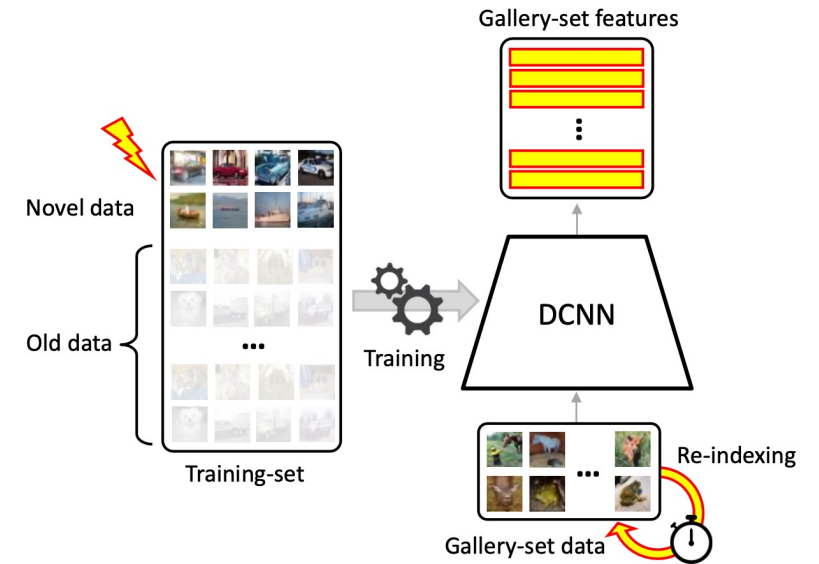 Gallery-set features
Novel data
Old data
Training-set
Training
DCNN
Re-indexing
Gallery-set data